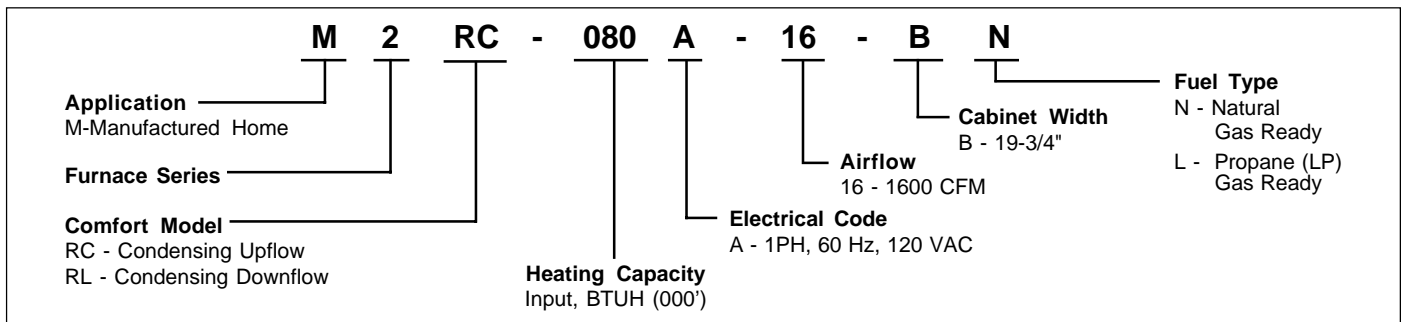 M 2 RC - 080 A - 16 - B N
Application
M-Manufactured Home
Furnace Series
Comfort Model
RC - Condensing Upflow
RL - Condensing Downflow
Heating Capacity
Input, BTUH (000')
Electrical Code
A - 1PH, 60 Hz, 120 VAC
Airflow
16 - 1600 CFM
Cabinet Width
B - 19-3/4"
Fuel Type
N - Natural
Gas Ready
L - Propane (LP)
Gas Ready